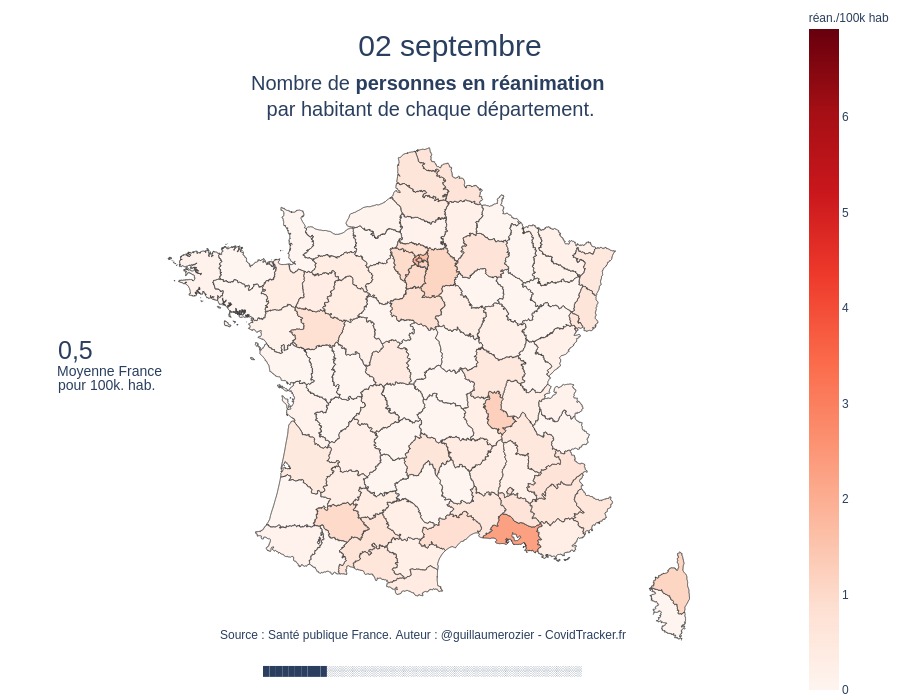 réan./100k hab
02 septembre
Nombre de personnes en réanimation
par habitant de chaque département.
6
5
4
3
2
1
0
0,5
Moyenne France
pour 100k. hab.
Source : Santé publique France. Auteur : @guillaumerozier - CovidTracker.fr